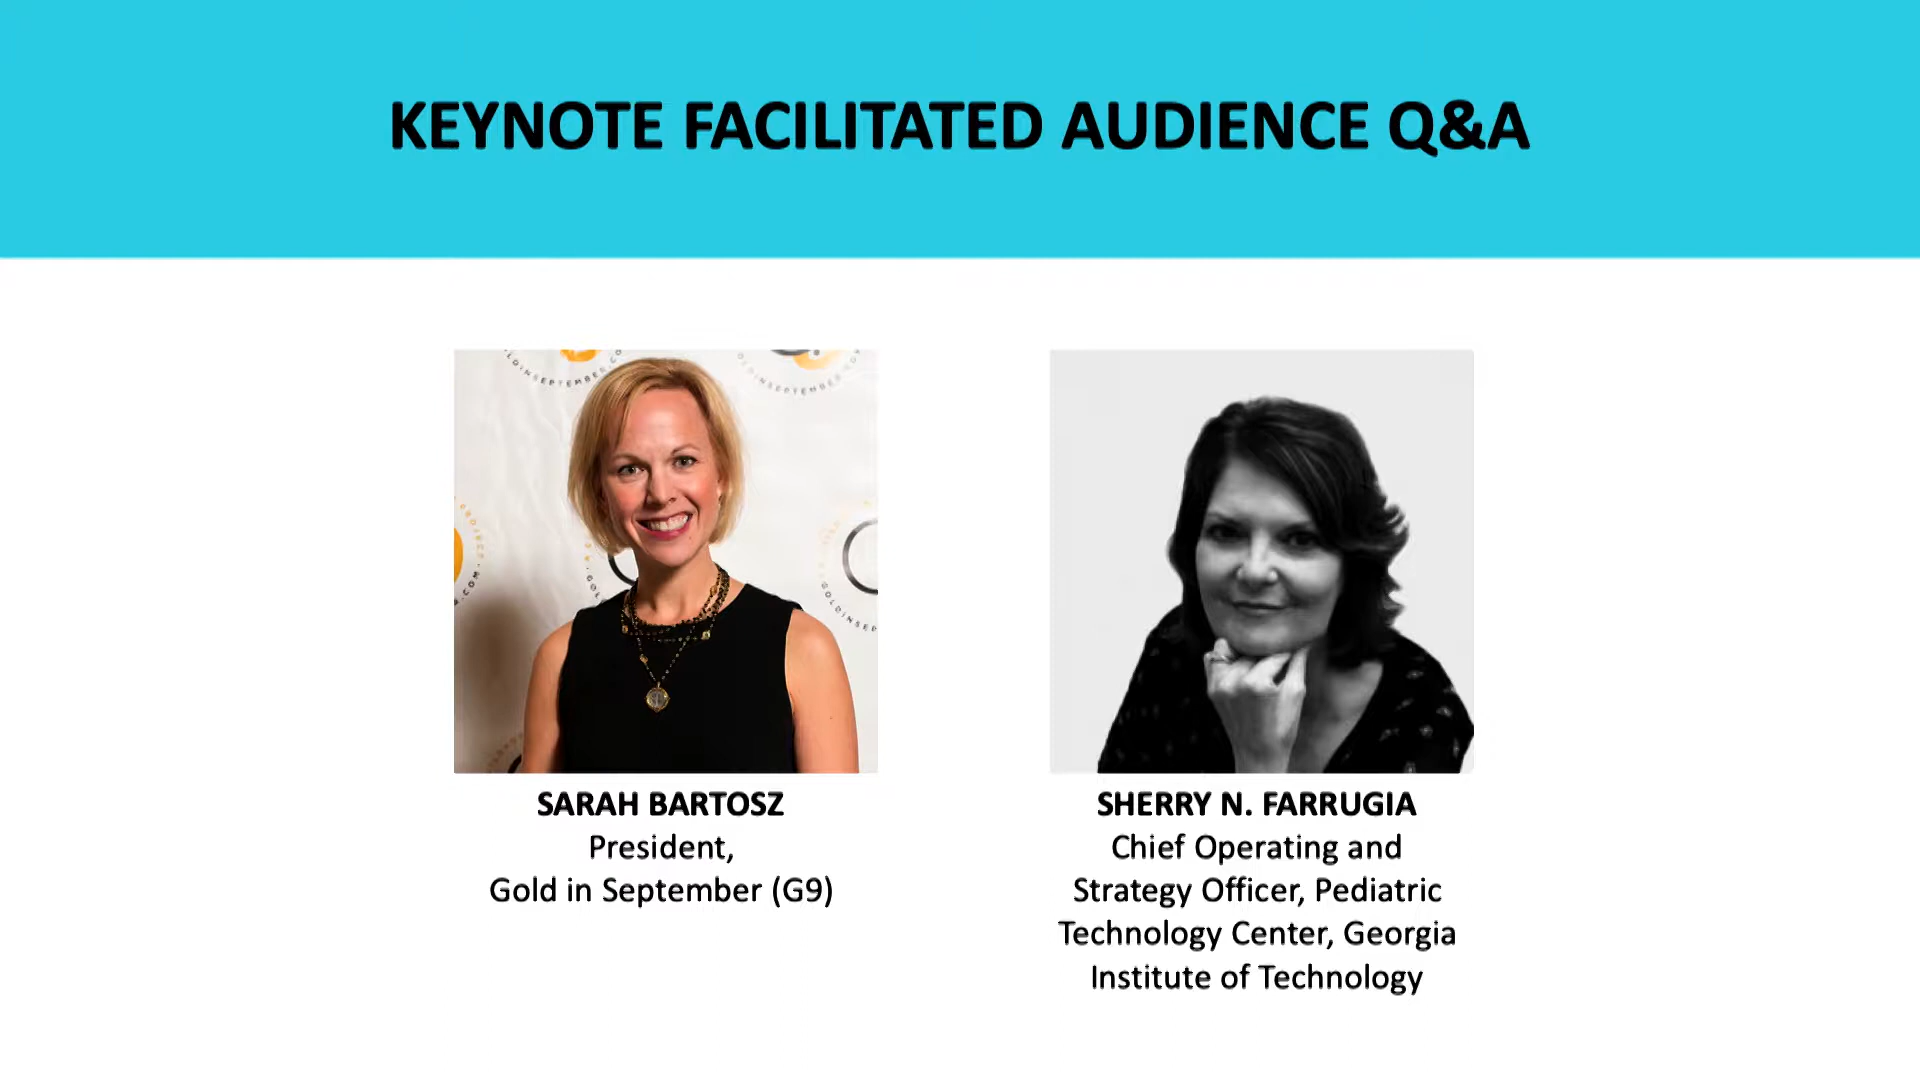 KEYNOTE FACILITATED AUDIENCE Q&A
SARAH BARTOSZ
President,
Gold in September (G9)
SHERRY N. FARRUGIA
Chief Operating and
Strategy Officer, Pediatric
Technology Center, Georgia
Institute of Technology